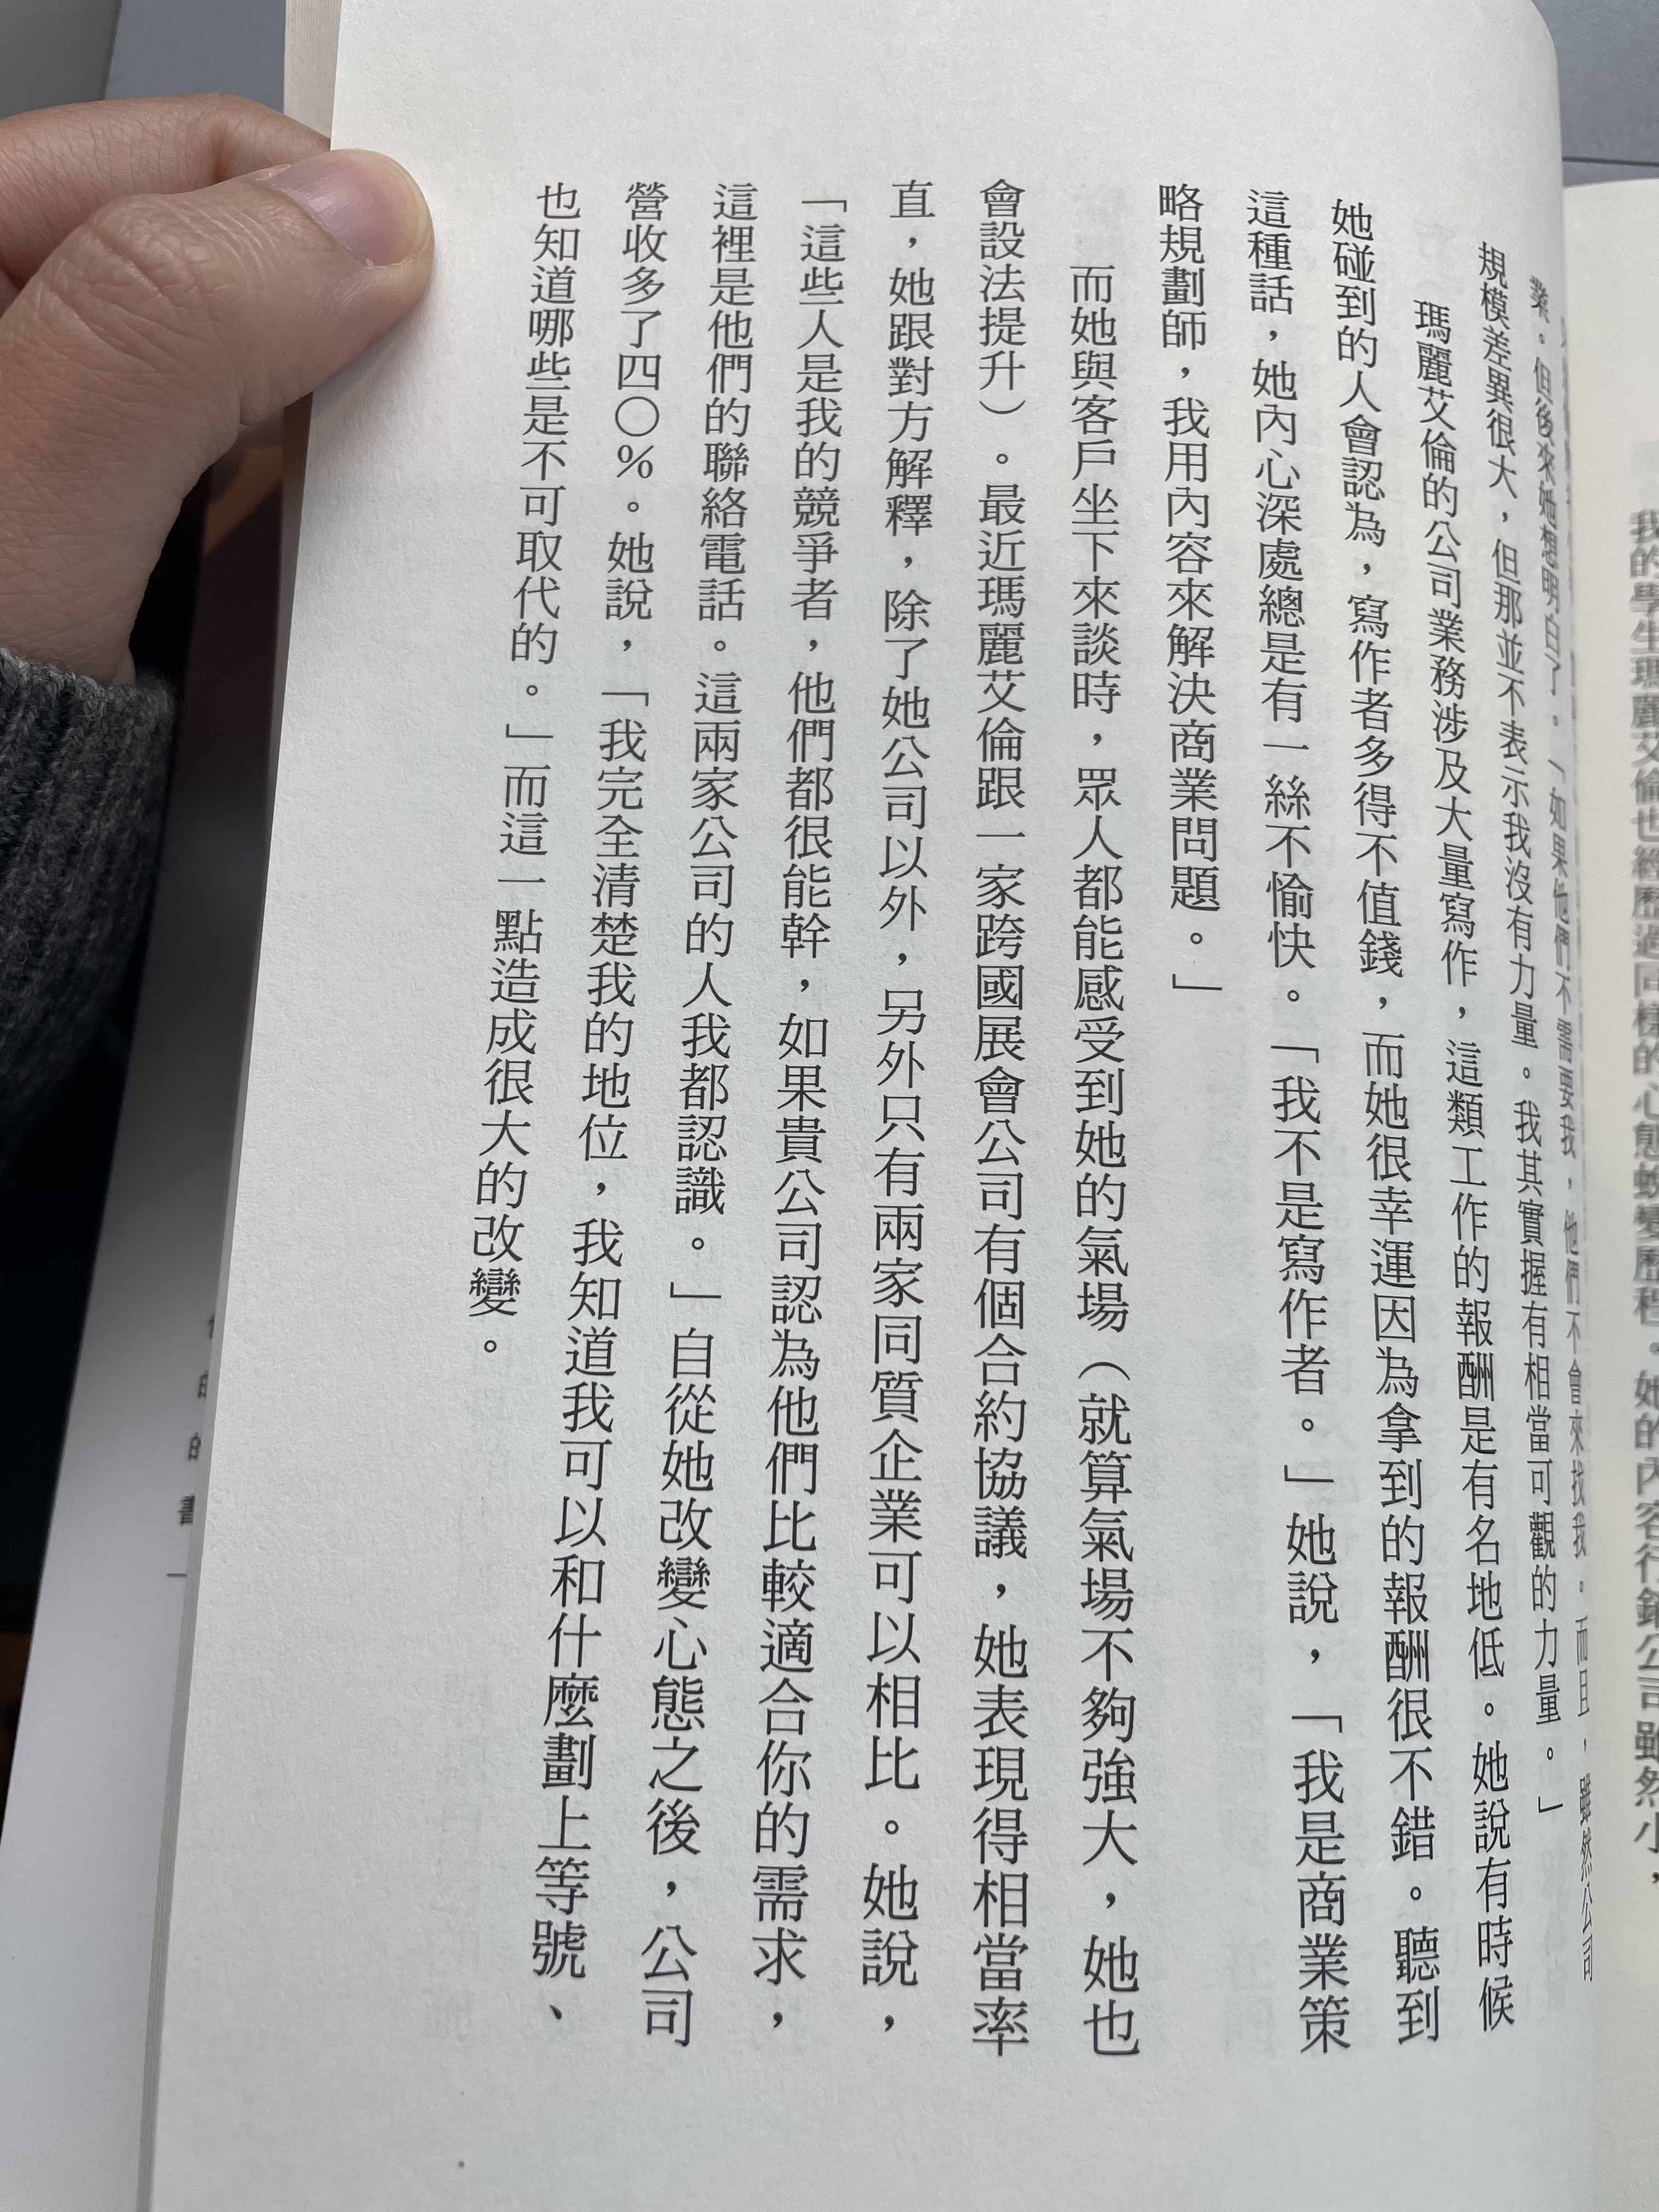 我的學生瑪麗艾倫也經歷過同樣的心態蛻變歷程。她的內容行銷公司雖然小，
但後來她想明白了。「如果他們不需要我，他們不會來找我。而且，雖然公司
規模差異很大，但那並不表示我沒有力量。我其實握有相當可觀的力量。」
瑪麗艾倫的公司業務涉及大量寫作，這類工作的報酬是有名地低。她說有時候
她碰到的人會認為，寫作者多得不值錢，而她很幸運因為拿到的報酬很不錯。聽到
這種話，她內心深處總是有一絲不愉快。「我不是寫作者。」她說，「我是商業策
略規劃師，我用內容來解決商業問題。」
而她與客戶坐下來談時，眾人都能感受到她的氣場（就算氣場不夠強大，她也
會設法提升）。最近瑪麗艾倫跟一家跨國展會公司有個合約協議，她表現得相當率
直，她跟對方解釋，除了她公司以外，另外只有兩家同質企業可以相比。她說，
「這些人是我的競爭者，他們都很能幹，如果貴公司認為他們比較適合你的需求，
這裡是他們的聯絡電話。這兩家公司的人我都認識。」自從她改變心態之後，公司
營收多了四〇％。她說，「我完全清楚我的地位，我知道我可以和什麼劃上等號、
也知道哪些是不可取代的。」而這一點造成很大的改變。